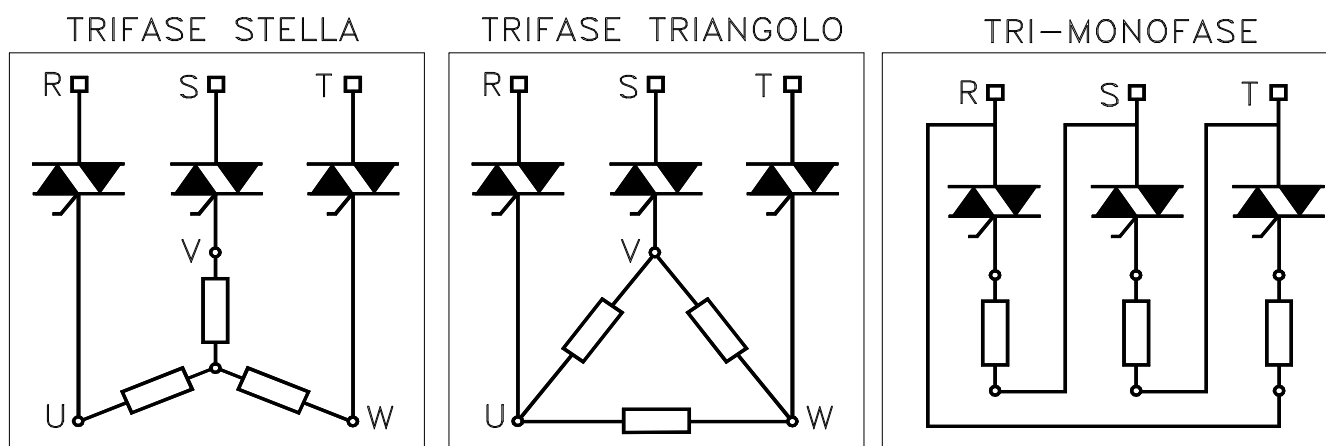 TRIFASE STELLA
R S T
V
U W
TRIFASE TRIANGOLO
R S T
V
U W
TRI-MONOFASE
R S T